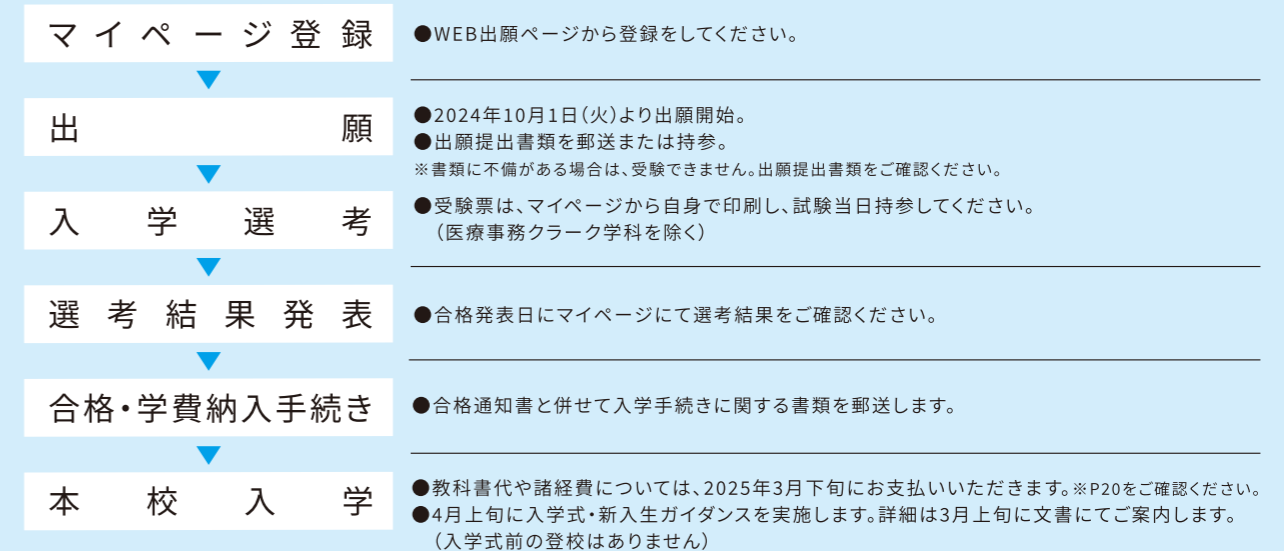 マイページ登録
●WEB出願ページから登録をしてください。
出願
●2024年10月1日(火)より出願開始。
●出願提出書類を郵送または持参。
※書類に不備がある場合は、受験できません。出願提出書類をご確認ください。
入学選考
●受験票は、マイページから自身で印刷し、試験当日持参してください。
(医療事務クラーク学科を除く)
選考結果発表
●合格発表日にマイページにて選考結果をご確認ください。
合格・学費納入手続き
●合格通知書と併せて入学手続きに関する書類を郵送します。
本校入学
●教科書代や諸経費については、2025年3月下旬にお支払いいただきます。※P20をご確認ください。
●4月上旬に入学式・新入生ガイダンスを実施します。詳細は3月上旬に文書にてご案内します。
(入学式前の登校はありません)